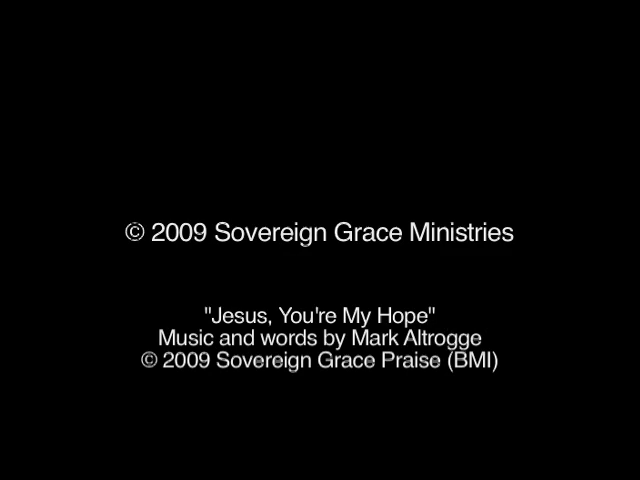 © 2009 Sovereign Grace Ministries
"Jesus, You're My Hope"
Music and words by Mark Altrogge
© 2009 Sovereign Grace Praise (BMI)